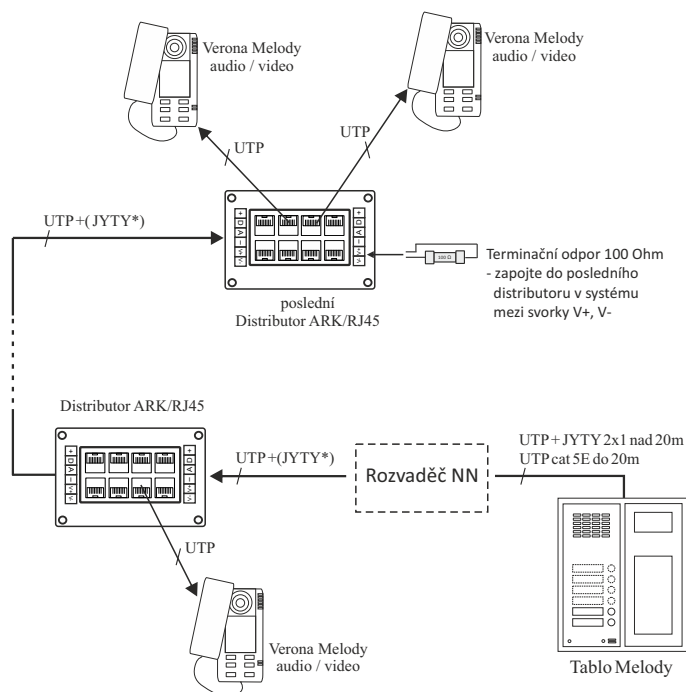 Verona Melody
audio / video
Verona Melody
audio / video
UTP
UTP
UTP+(JYTY*)
+
D
A
–
V+
V-
+
D
A
–
V+
V-
100 Ω
Terminační odpor 100 Ohm
- zapojte do posledního
distributoru v systému
mezi svorky V+, V-
poslední
Distributor ARK/RJ45
Distributor ARK/RJ45
+
D
A
–
V+
V-
+
D
A
–
V+
V-
UTP+(JYTY*)
Rozvaděč NN
UTP+JYTY 2x1 nad 20m
UTP cat 5E do 20m
UTP
Verona Melody
audio / video
Tablo Melody